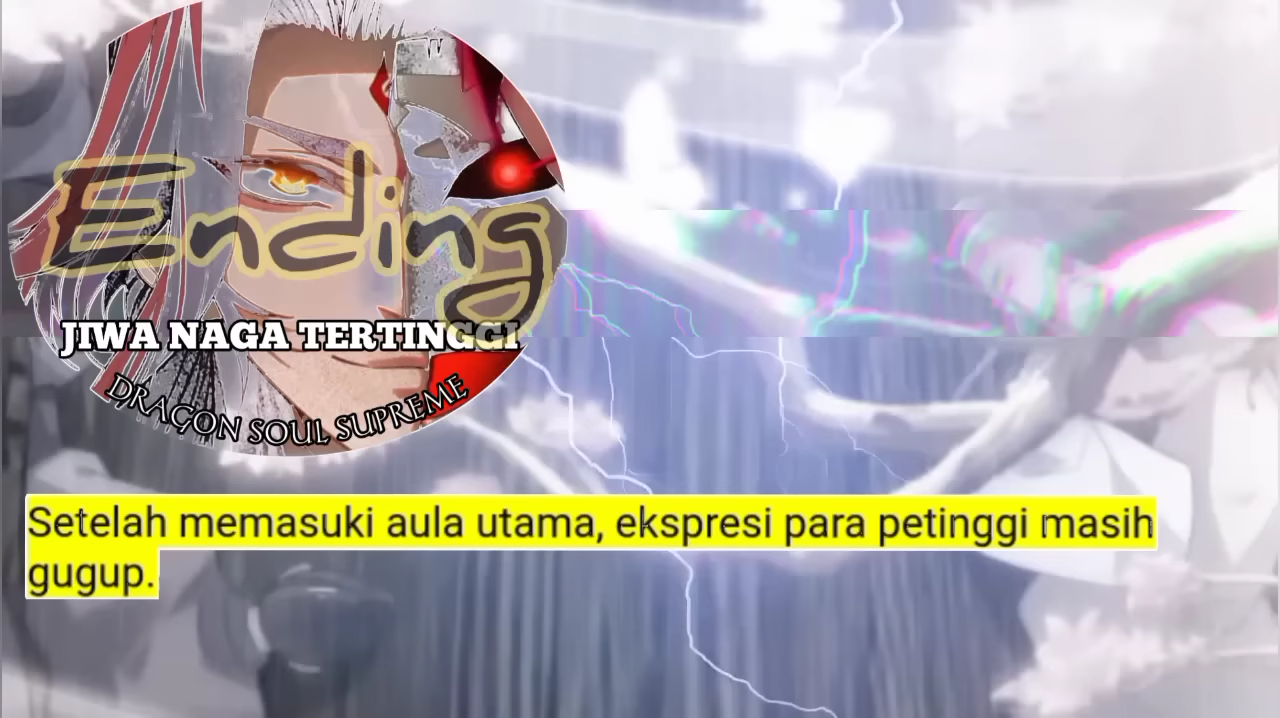 Ending
JIWA NAGA TERTINGGI
DRAGON SOUL SUPREME
Setelah memasuki aula utama, ekspresi para petinggi masih
gugup.